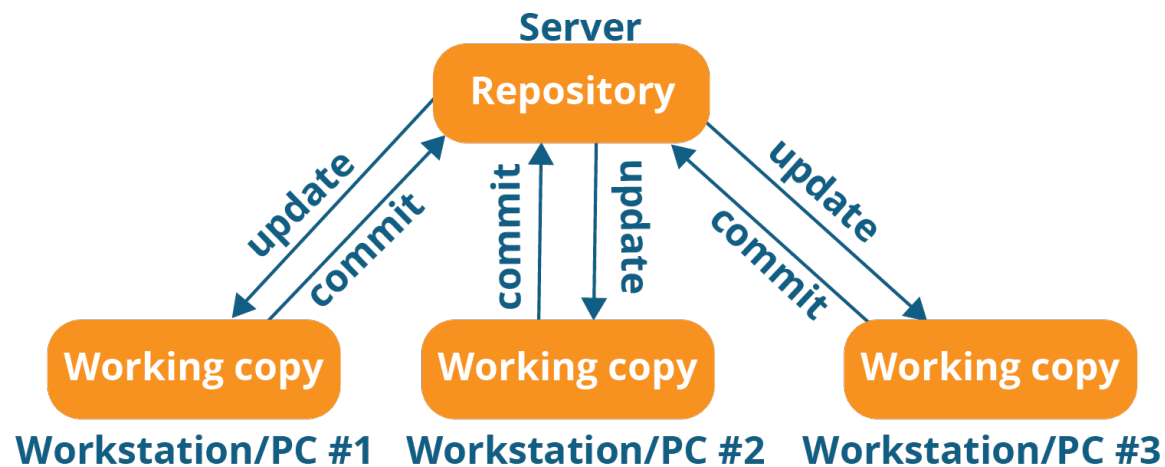 Server
Repository
update
commit
commit
update
update
commit
Working copy
Working copy
Working copy
Workstation/PC #1
Workstation/PC #2
Workstation/PC #3